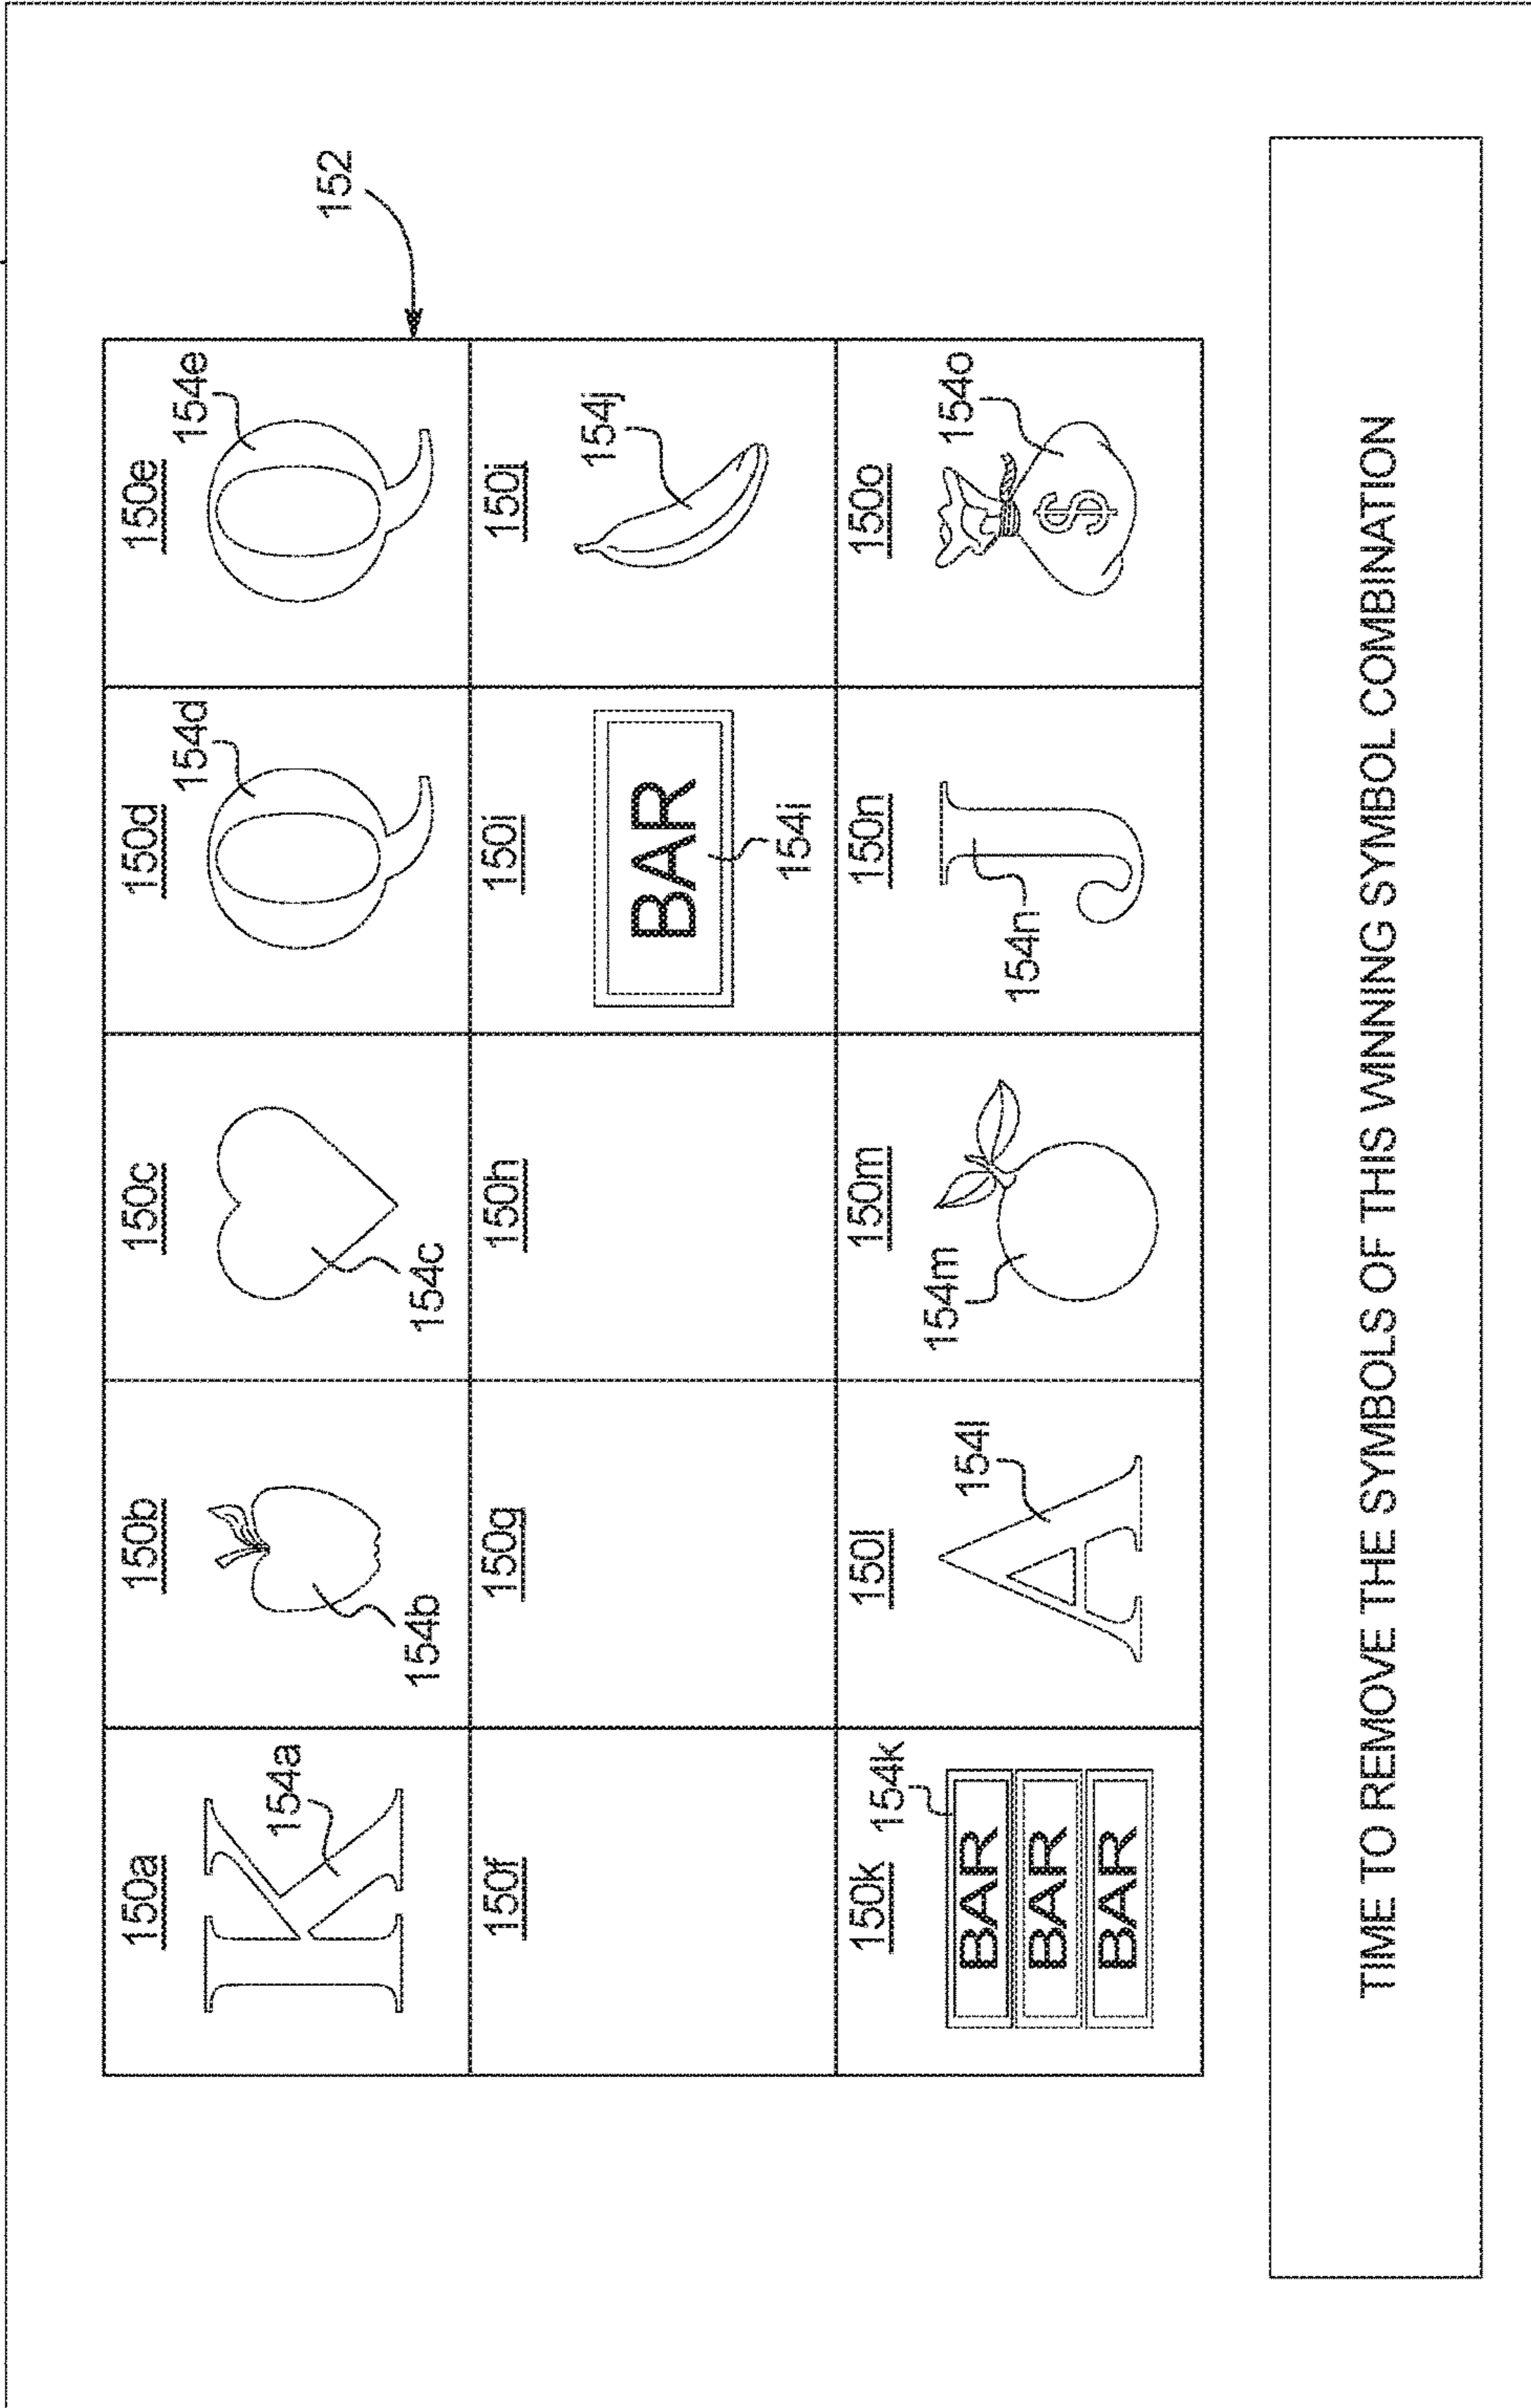 152
150a
150b
150c
150d
150e
K
154a
154b
154c
Q
154d
Q
154e
150f
150g
150h
150i
150j
BAR
154i
154j
150k
150l
150m
150n
150o
BAR
BAR
BAR
154k
A
154l
154m
J
154n
$
154o
TIME TO REMOVE THE SYMBOLS OF THIS WINNING SYMBOL COMBINATION